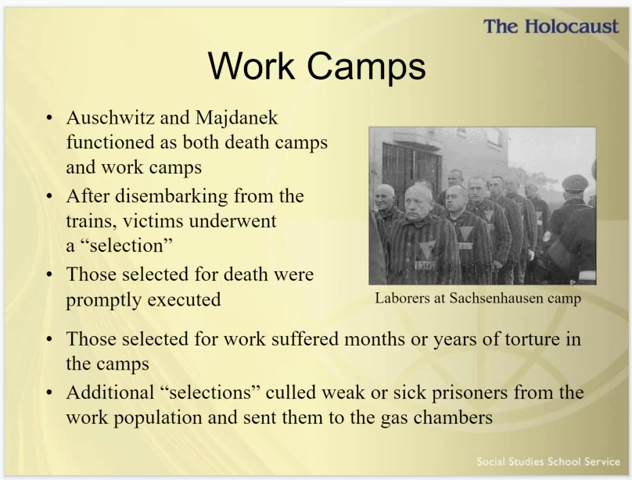 The Holocaust
Work Camps
• Auschwitz and Majdanek
functioned as both death camps
and work camps
• After disembarking from the
trains, victims underwent
a “selection”
• Those selected for death were
promptly executed
Laborers at Sachsenhausen camp
• Those selected for work suffered months or years of torture in
the camps
• Additional “selections” culled weak or sick prisoners from the
work population and sent them to the gas chambers
Social Studies School Service